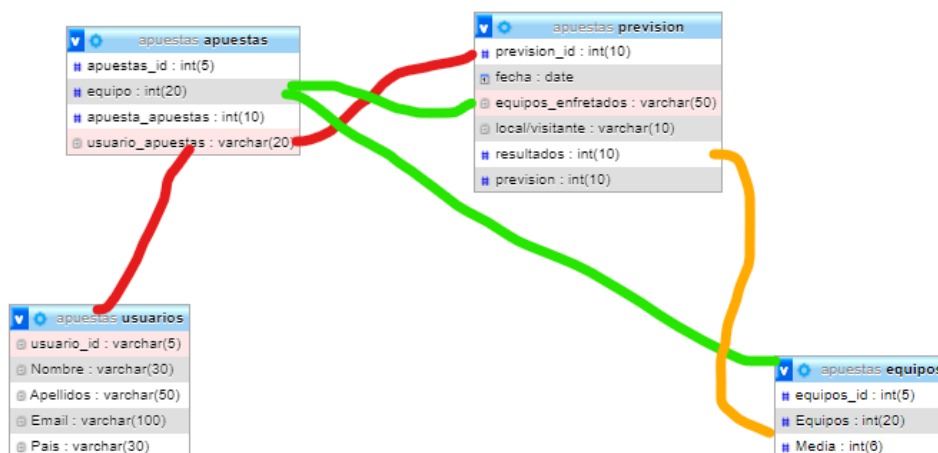 apuestas apuestas
apuestas_id : int(5)
equipo : int(20)
apuesta_apuestas : int(10)
usuario_apuestas : varchar(20)
apuestas prevision
prevision_id : int(10)
fecha : date
equipos_enfretados : varchar(50)
local/visitante : varchar(10)
resultados : int(10)
prevision : int(10)
apuestas usuarios
usuario_id : varchar(5)
Nombre : varchar(30)
Apellidos : varchar(50)
Email : varchar(100)
Pais : varchar(30)
apuestas equipos
equipos_id : int(5)
Equipos : int(20)
Media : int(6)